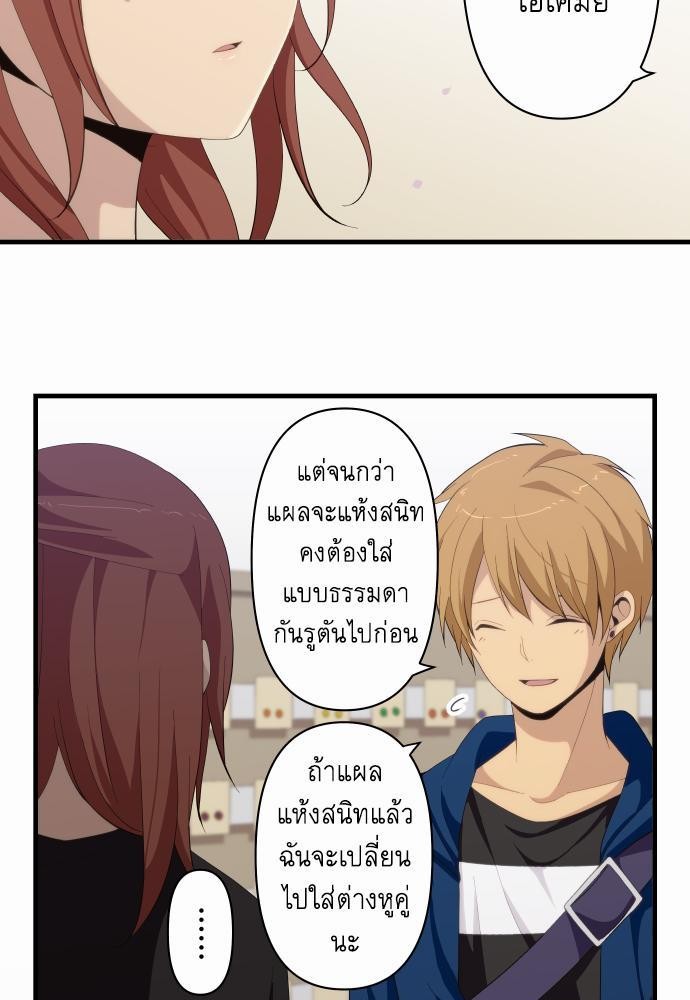 แต่จนกว่า
แผลจะแห้งสนิท
คงต้องใส่
แบบธรรมดา
กันรูตันไปก่อน
ถ้าแผล
แห้งสนิทแล้ว
ฉันจะเปลี่ยน
ไปใส่ต่างหูคู่
นะ
......